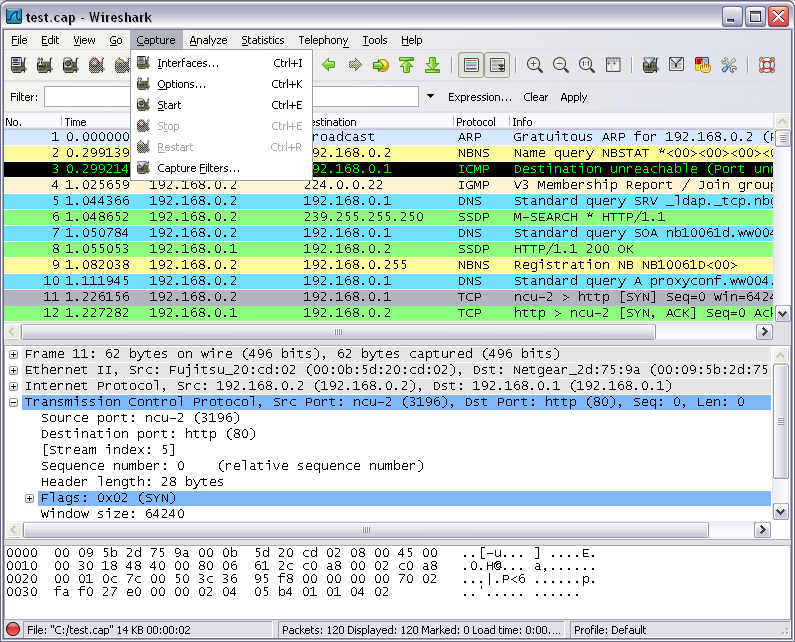 test.cap - Wireshark
File Edit View Go Capture Analyze Statistics Telephony Tools Help
Interfaces... Ctrl+I
Options... Ctrl+K
Start Ctrl+E
Stop Ctrl+E
Restart Ctrl+R
Capture Filters...
Filter: Expression... Clear Apply
No. Time Protocol Info
1 0.000000 ARP Gratuitous ARP for 192.168.0.2
2 0.299139 192.168.0.2 NBNS Name query NBSTAT *<00><00><00><0
3 0.299214 192.168.0.1 ICMP Destination unreachable (Port unr
4 1.025659 192.168.0.2 224.0.0.22 IGMP V3 Membership Report / Join group
5 1.044366 192.168.0.2 192.168.0.1 DNS Standard query SRV _ldap._tcp.nbg
6 1.048652 192.168.0.2 239.255.255.250 SSDP M-SEARCH * HTTP/1.1
7 1.050784 192.168.0.2 192.168.0.1 DNS Standard query SOA nb10061d.ww004
8 1.055053 192.168.0.1 192.168.0.2 SSDP HTTP/1.1 200 OK
9 1.082038 192.168.0.2 192.168.0.255 NBNS Registration NB NB10061D<00>
10 1.111945 192.168.0.2 192.168.0.1 DNS Standard query A proxyconf.ww004.
11 1.226156 192.168.0.2 192.168.0.1 TCP ncu-2 > http [SYN] Seq=0 Win=6424
12 1.227282 192.168.0.1 192.168.0.2 TCP http > ncu-2 [SYN, ACK] Seq=0 Ack
Frame 11: 62 bytes on wire (496 bits), 62 bytes captured (496 bits)
Ethernet II, Src: Fujitsu_20:cd:02 (00:0b:5d:20:cd:02), Dst: Netgear_2d:75:9a (00:09:5b:2d:75
Internet Protocol, Src: 192.168.0.2 (192.168.0.2), Dst: 192.168.0.1 (192.168.0.1)
Transmission Control Protocol, Src Port: ncu-2 (3196), Dst Port: http (80), Seq: 0, Len: 0
Source port: ncu-2 (3196)
Destination port: http (80)
[Stream index: 5]
Sequence number: 0 (relative sequence number)
Header length: 28 bytes
Flags: 0x02 (SYN)
Window size: 64240
0000 00 09 5b 2d 75 9a 00 0b 5d 20 cd 02 08 00 45 00 ..[-u... ] ....E.
0010 00 30 18 48 40 00 80 06 61 2c c0 a8 00 02 c0 a8 .0.H@... a,......
0020 00 01 0c 7c 00 50 3c 36 95 f8 00 00 00 00 70 02 ...|.P<6 ......p.
0030 fa f0 27 e0 00 00 02 04 05 b4 01 01 04 02 ..'..... ......
File: "C:/test.cap" 14 KB 00:00:02 Packets: 120 Displayed: 120 Marked: 0 Load time: 0:00.... Profile: Default